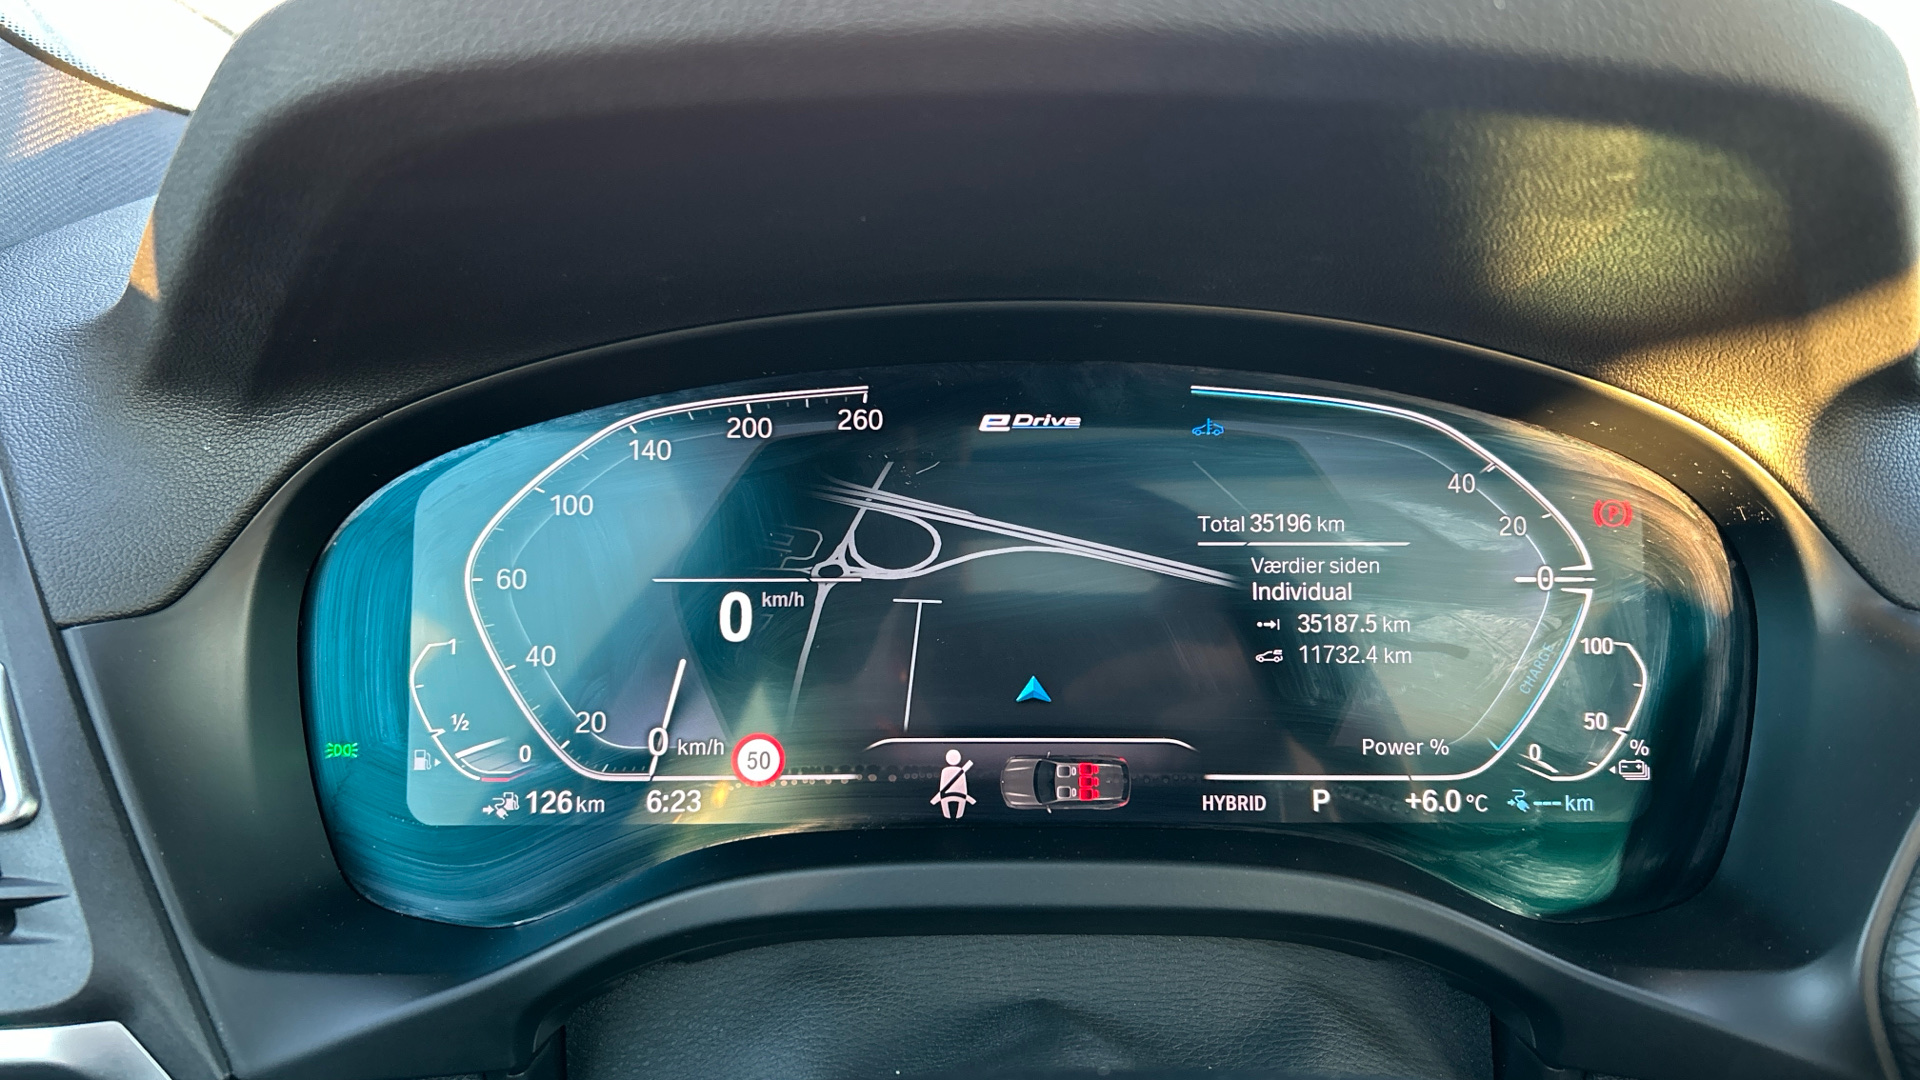 260
200
140
100
60
40
20
0 km/h
0 km/h
eDrive
Total 35196 km
Værdier siden
Individual
35187.5 km
11732.4 km
40
20
0
CHARGE
Power %
1
½
0
50
100
50
0
%
126 km
6:23
HYBRID
P
+6.0 °C
--- km
P